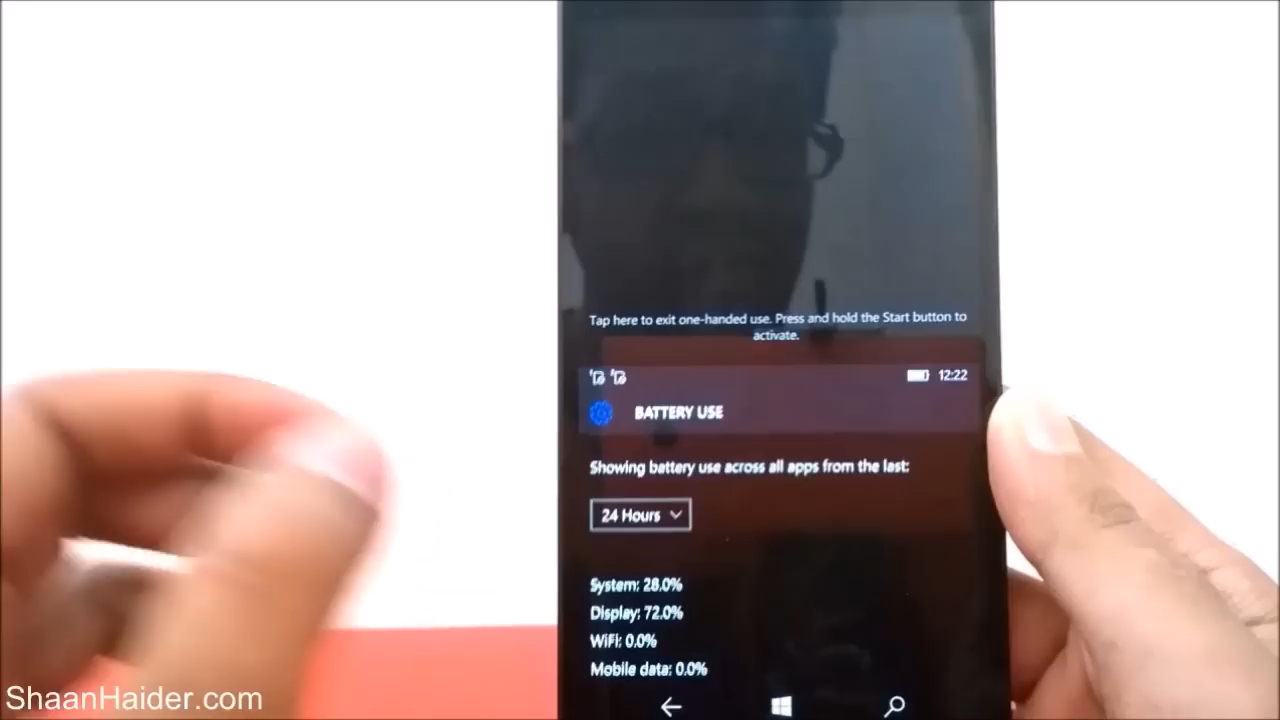 Tap here to exit one-handed use. Press and hold the Start button to
activate.
12:22
BATTERY USE
Showing battery use across all apps from the last:
24 Hours
System: 28.0%
Display: 72.0%
WiFi: 0.0%
Mobile data: 0.0%
ShaanHaider.com